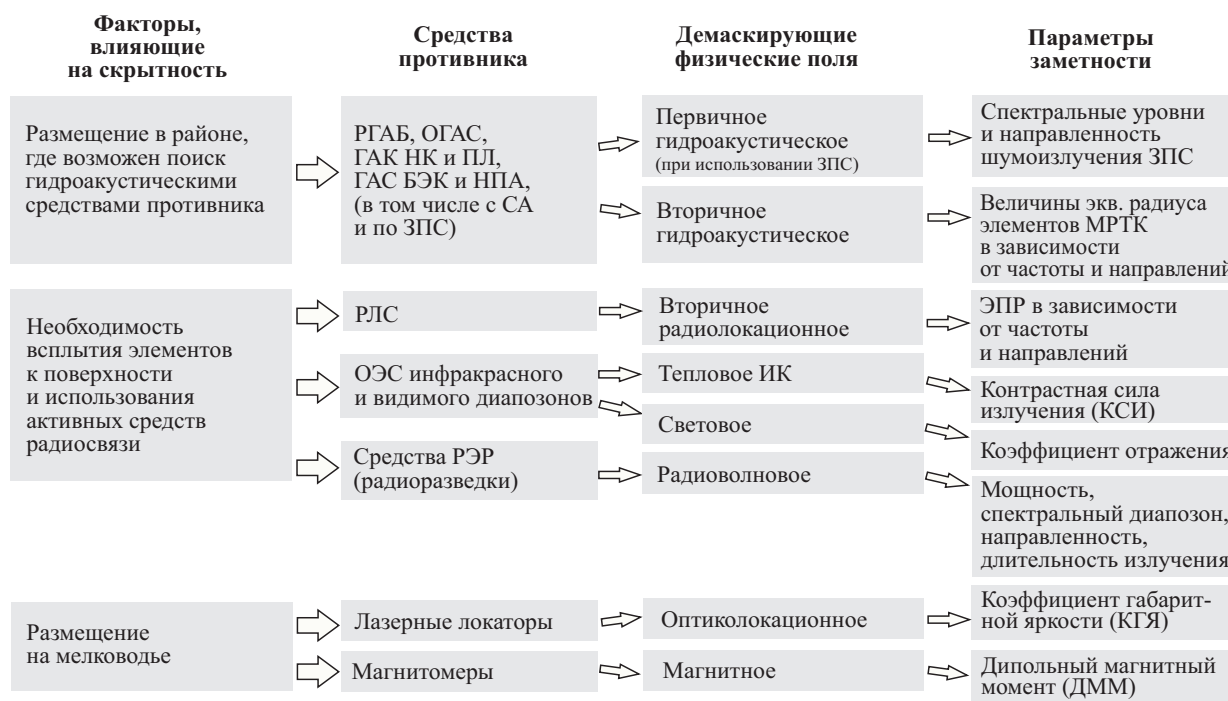 Факторы,
влияющие
на скрытность
Средства
противника
Демаскирующие
физические поля
Параметры
заметности
Размещение в районе,
где возможен поиск
гидроакустическими
средствами противника
РГАБ, ОГАС,
ГАК НК и ПЛ,
ГАС БЭК и НПА,
(в том числе с СА
и по ЗПС)
Первичное
гидроакустическое
(при использовании ЗПС)
Спектральные уровни
и направленность
шумоизлучения ЗПС
Вторичное
гидроакустическое
Величины экв. радиуса
элементов МРТК
в зависимости
от частоты и направлений
Необходимость
всплытия элементов
к поверхности
и использования
активных средств
радиосвязи
РЛС
Вторичное
радиолокационное
ЭПР в зависимости
от частоты
и направлений
ОЭС инфракрасного
и видимого диапозонов
Тепловое ИК
Контрастная сила
излучения (КСИ)
Световое
Коэффициент отражения
Средства РЭР
(радиоразведки)
Радиоволновое
Мощность,
спектральный диапозон,
направленность,
длительность излучения
Размещение
на мелководье
Лазерные локаторы
Оптиколокационное
Коэффициент габарит-
ной яркости (КГЯ)
Магнитомеры
Магнитное
Дипольный магнитный
момент (ДММ)